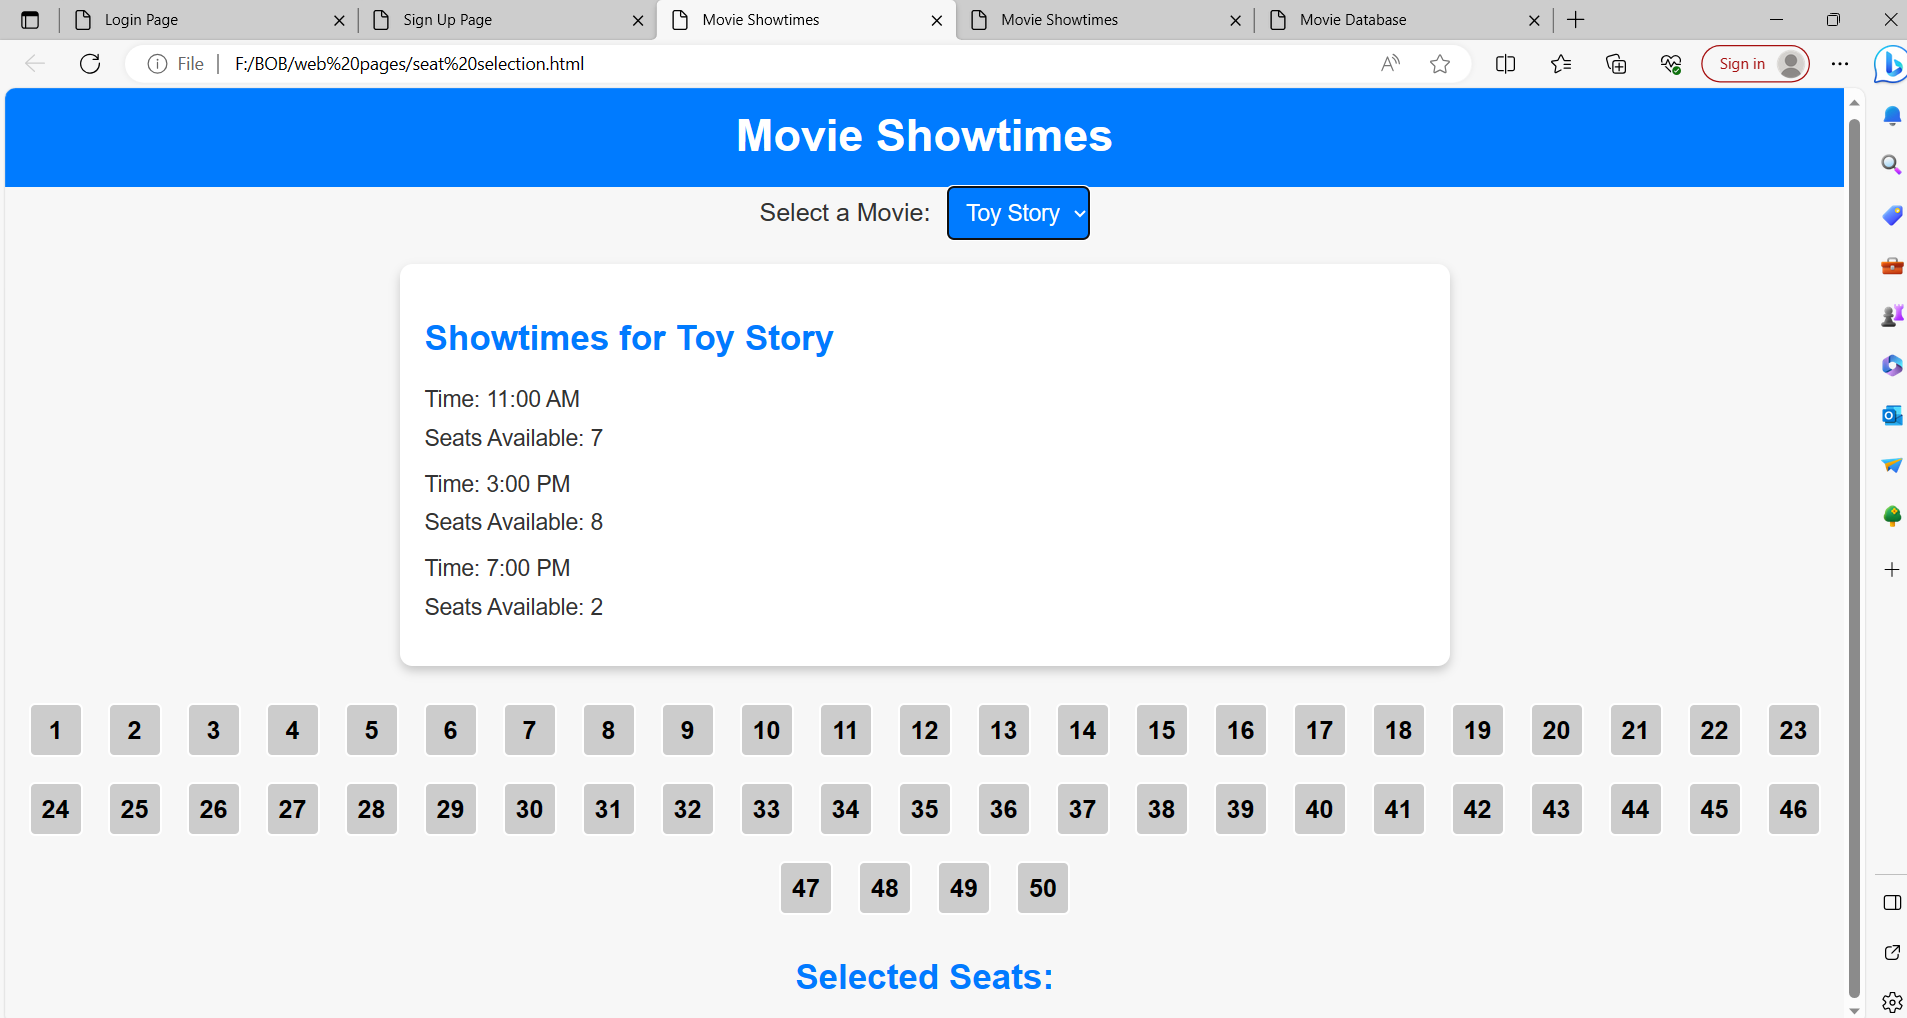 Login Page
Sign Up Page
Movie Showtimes
Movie Showtimes
Movie Database
File
F:/BOB/web%20pages/seat%20selection.html
Sign in
Movie Showtimes
Select a Movie: Toy Story
Showtimes for Toy Story
Time: 11:00 AM
Seats Available: 7
Time: 3:00 PM
Seats Available: 8
Time: 7:00 PM
Seats Available: 2
1 2 3 4 5 6 7 8 9 10 11 12 13 14 15 16 17 18 19 20 21 22 23
24 25 26 27 28 29 30 31 32 33 34 35 36 37 38 39 40 41 42 43 44 45 46
47 48 49 50
Selected Seats: